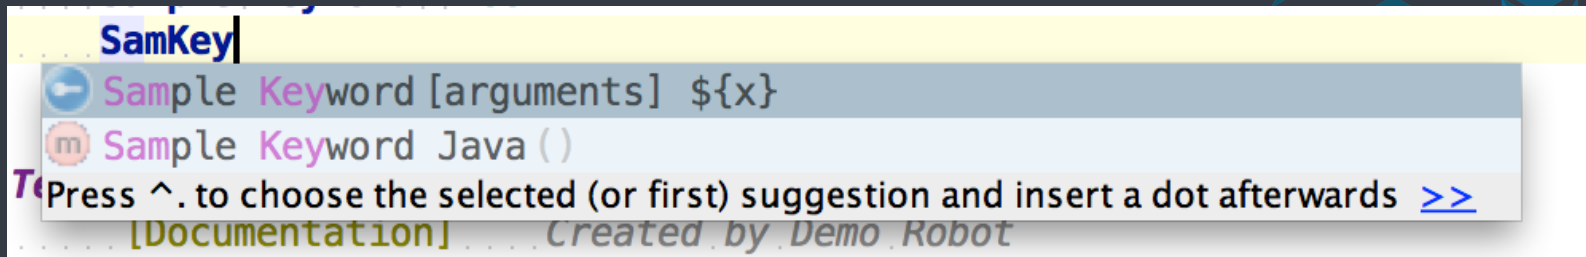 SamKey
Sample Keyword [arguments] ${x}
m Sample Keyword Java()
Press ^. to choose the selected (or first) suggestion and insert a dot afterwards >>
[Documentation] Created by Demo Robot